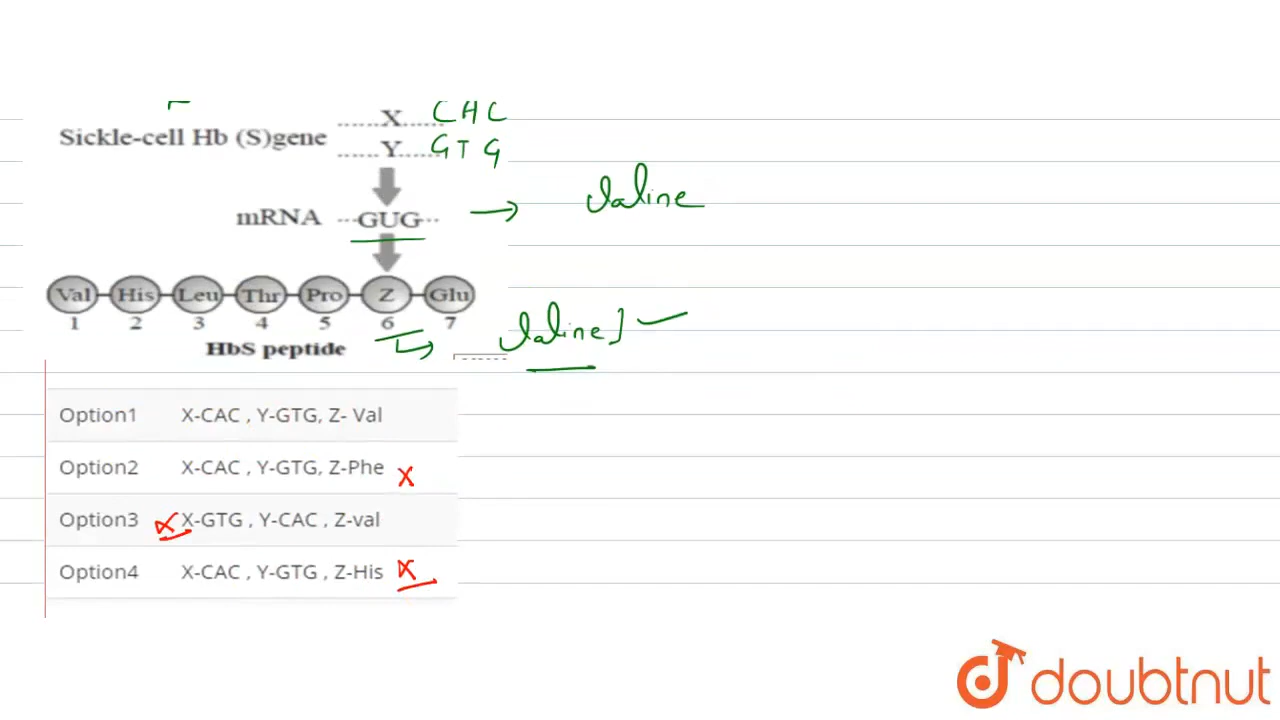 X CAC
Sickle-cell Hb (S)gene
Y GTG
mRNA GUG → Valine
Val His Leu Thr Pro Z Glu
1 2 3 4 5 6 7
Valine]
HbS peptide
Option1 X-CAC , Y-GTG, Z- Val
Option2 X-CAC , Y-GTG, Z-Phe X
Option3 X X-GTG , Y-CAC , Z-val
Option4 X-CAC , Y-GTG , Z-His X
doubtnut